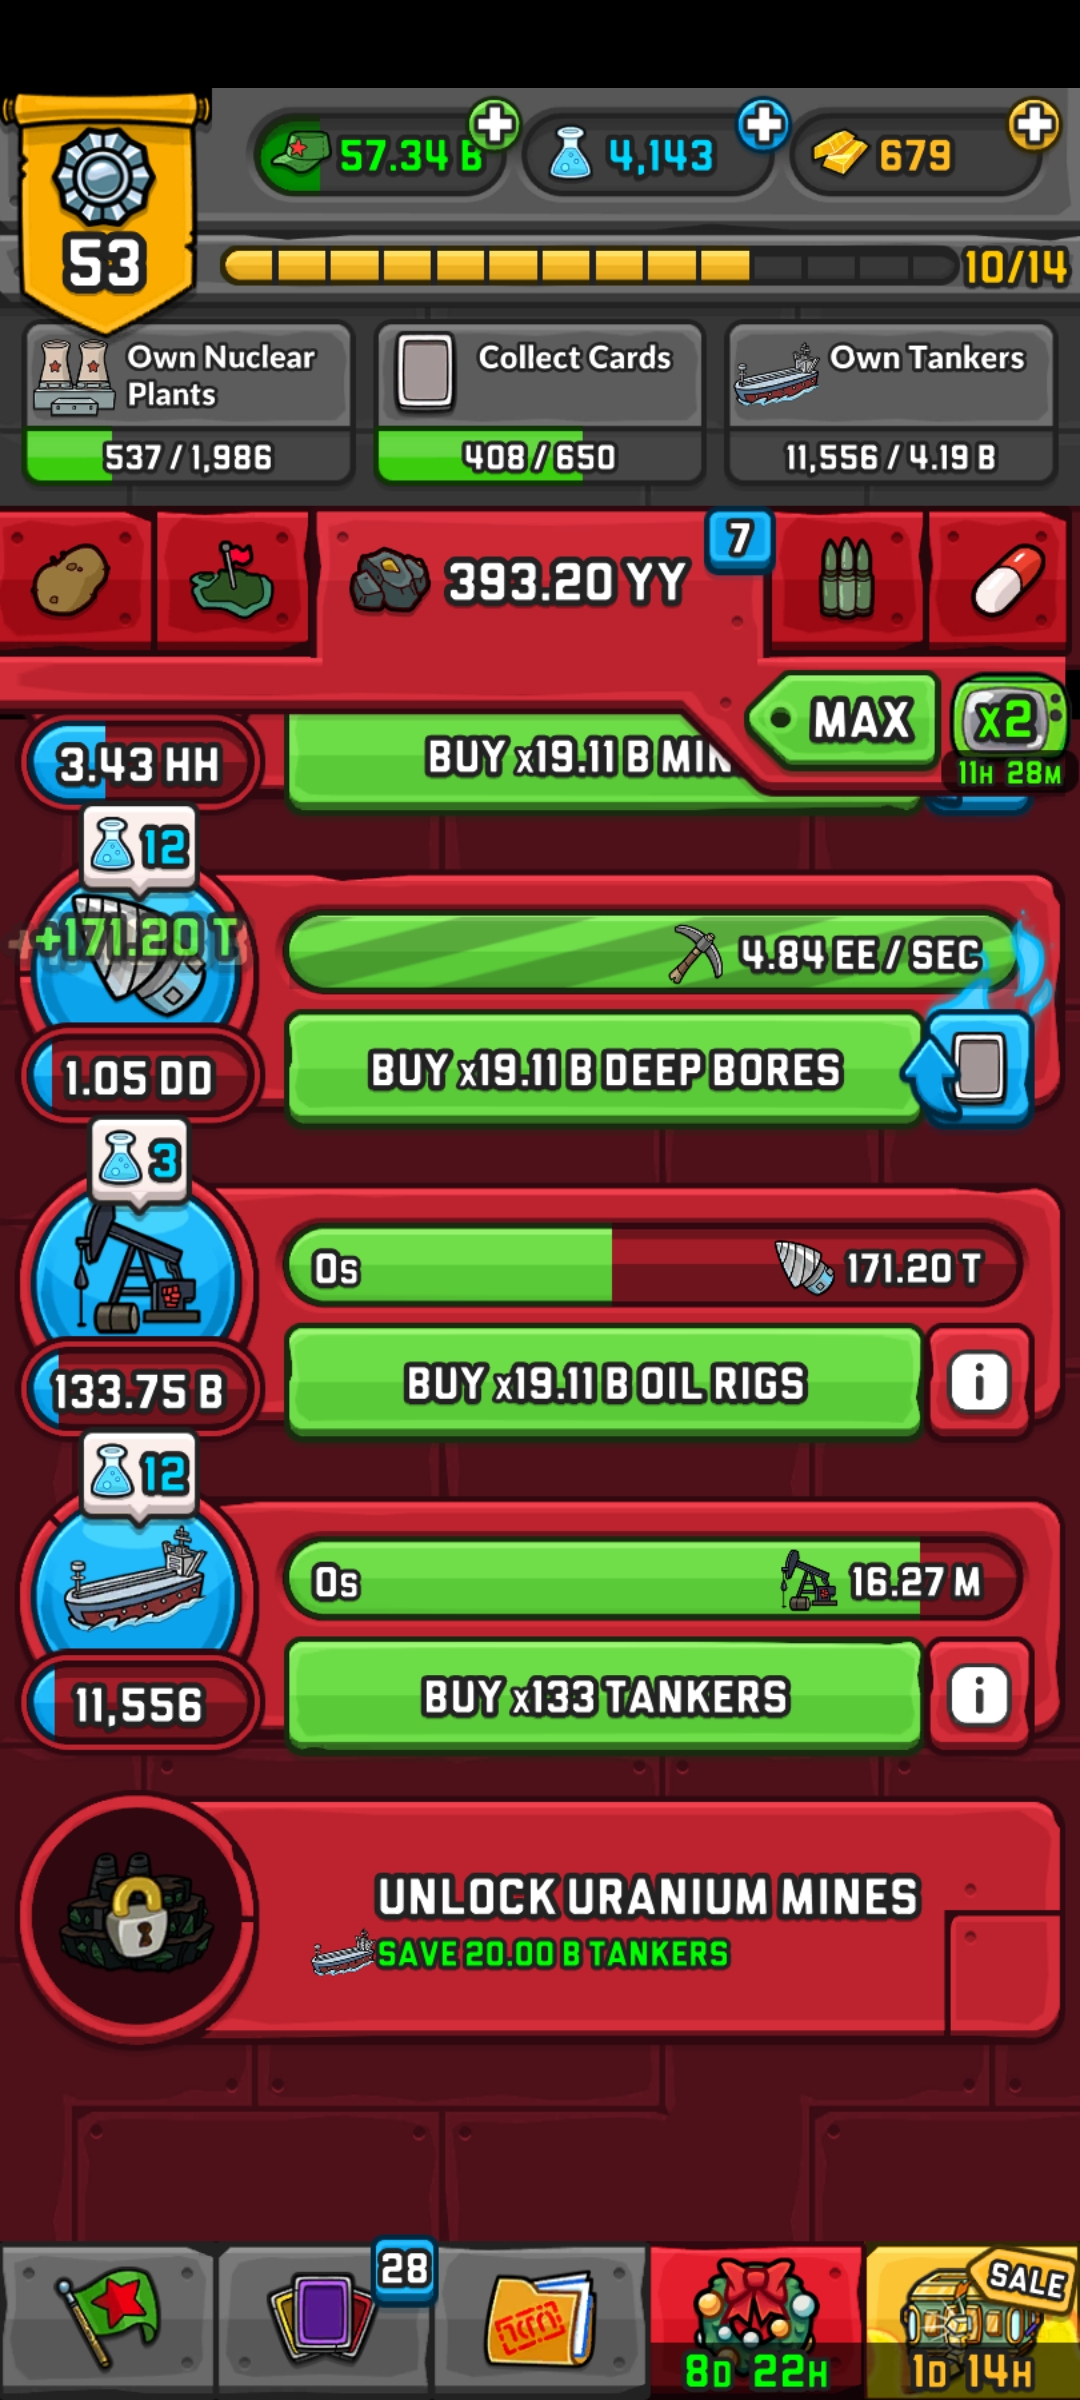 57.34 B
4,143
679
53
10/14
Own Nuclear
Plants
537 / 1,986
Collect Cards
408 / 650
Own Tankers
11,556 / 4.19 B
393.20 YY
7
MAX
x2
11H 28M
3.43 HH
BUY x19.11 B MIN
12
+171.20 T
4.84 EE / SEC
1.05 DD
BUY x19.11 B DEEP BORES
3
0s
171.20 T
133.75 B
BUY x19.11 B OIL RIGS
i
12
0s
16.27 M
11,556
BUY x133 TANKERS
i
UNLOCK URANIUM MINES
SAVE 20.00 B TANKERS
28
SALE
8D 22H
1D 14H